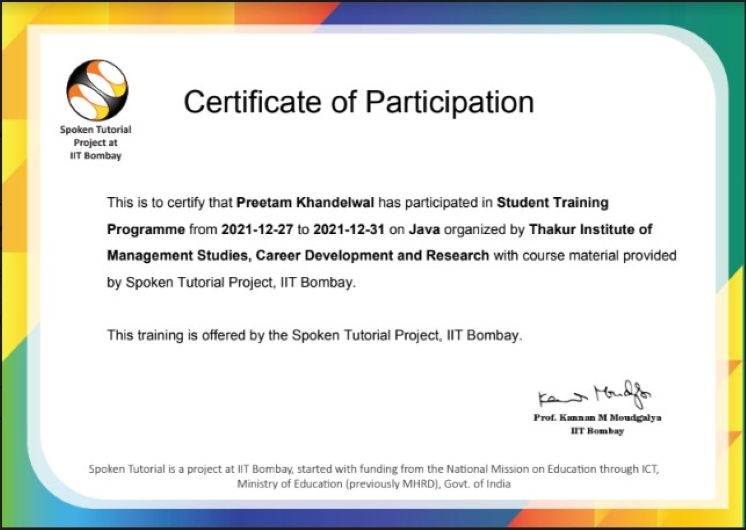 Spoken Tutorial
Project at
IIT Bombay
Certificate of Participation
This is to certify that Preetam Khandelwal has participated in Student Training
Programme from 2021-12-27 to 2021-12-31 on Java organized by Thakur Institute of
Management Studies, Career Development and Research with course material provided
by Spoken Tutorial Project, IIT Bombay.
This training is offered by the Spoken Tutorial Project, IIT Bombay.
Prof. Kannan M Moudgalya
IIT Bombay
Spoken Tutorial is a project at IIT Bombay, started with funding from the National Mission on Education through ICT,
Ministry of Education (previously MHRD), Govt. of India